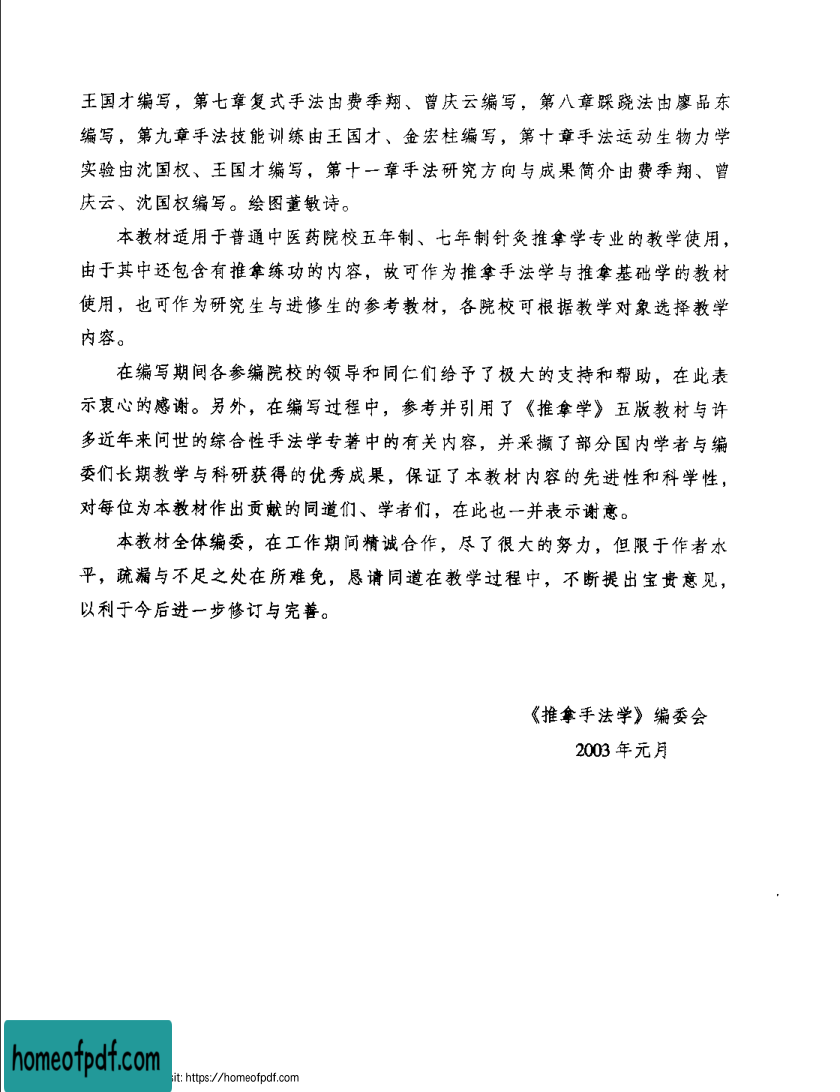 王国才编写，第七章复式手法由费季翔、曾庆云编写，第八章踩跷法由廖品东
编写，第九章手法技能训练由王国才、金宏柱编写，第十章手法运动生物力学
实验由沈国权、王国才编写，第十一章手法研究方向与成果简介由费季翔、曾
庆云、沈国权编写。绘图董敏诗。
本教材适用于普通中医药院校五年制、七年制针灸推拿学专业的教学使用，
由于其中还包含有推拿练功的内容，故可作为推拿手法学与推拿基础学的教材
使用，也可作为研究生与进修生的参考教材，各院校可根据教学对象选择教学
内容。
在编写期间各参编院校的领导和同仁们给予了极大的支持和帮助，在此表
示衷心的感谢。另外，在编写过程中，参考并引用了《推拿学》五版教材与许
多近年来问世的综合性手法学专著中的有关内容，并采撷了部分国内学者与编
委们长期教学与科研获得的优秀成果，保证了本教材内容的先进性和科学性，
对每位为本教材作出贡献的同道们、学者们，在此也一并表示谢意。
本教材全体编委，在工作期间精诚合作，尽了很大的努力，但限于作者水
平，疏漏与不足之处在所难免，恳请同道在教学过程中，不断提出宝贵意见，
以利于今后进一步修订与完善。
《推拿手法学》编委会
2003 年元月
homeofpdf.com
sit: https://homeofpdf.com